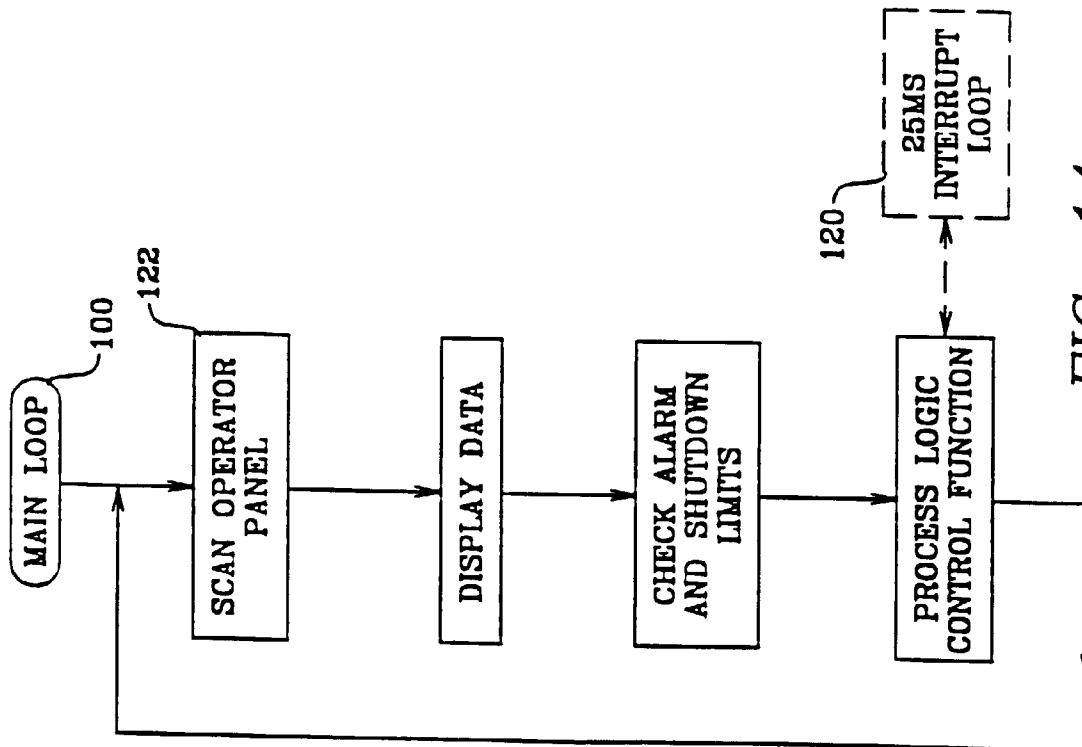 MAIN LOOP
100
122
SCAN OPERATOR
PANEL
DISPLAY DATA
CHECK ALARM
AND SHUTDOWN
LIMITS
120
25MS
INTERRUPT
LOOP
PROCESS LOGIC
CONTROL FUNCTION